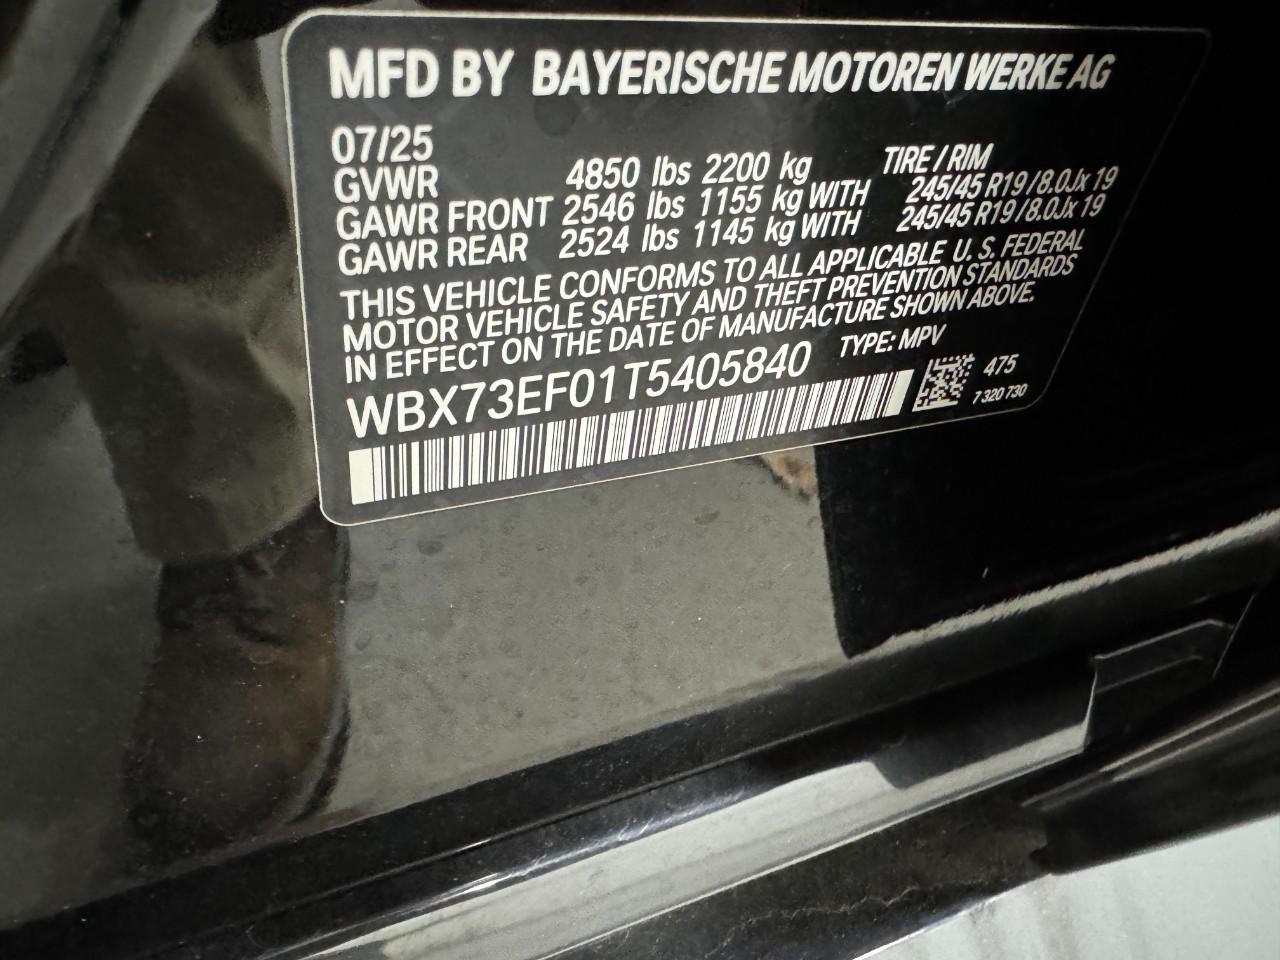 MFD BY BAYERISCHE MOTOREN WERKE AG
07/25
GVWR 4850 lbs 2200 kg TIRE / RIM
GAWR FRONT 2546 lbs 1155 kg WITH 245/45 R19 / 8.0Jx 19
GAWR REAR 2524 lbs 1145 kg WITH 245/45 R19 / 8.0Jx 19
THIS VEHICLE CONFORMS TO ALL APPLICABLE U. S. FEDERAL
MOTOR VEHICLE SAFETY AND THEFT PREVENTION STANDARDS
IN EFFECT ON THE DATE OF MANUFACTURE SHOWN ABOVE.
WBX73EF01T5405840 TYPE: MPV
475
7 320 730